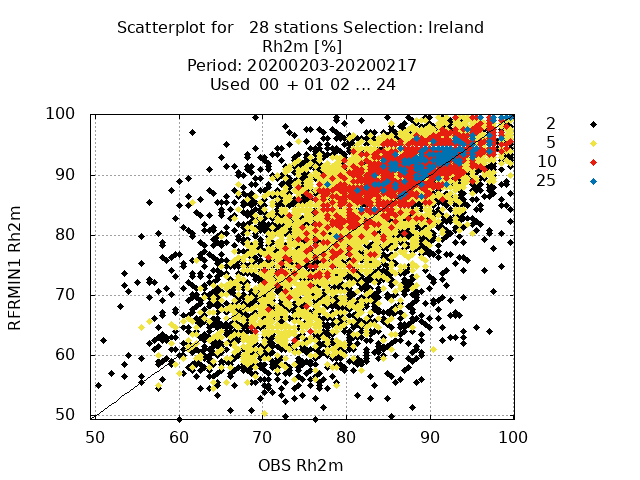 Scatterplot for   28 stations Selection: Ireland
Rh2m [%]
Period: 20200203-20200217
Used  00 + 01 02 ... 24
RFRMIN1 Rh2m
100
90
80
70
60
50
50 60 70 80 90 100
OBS Rh2m
2
5
10
25